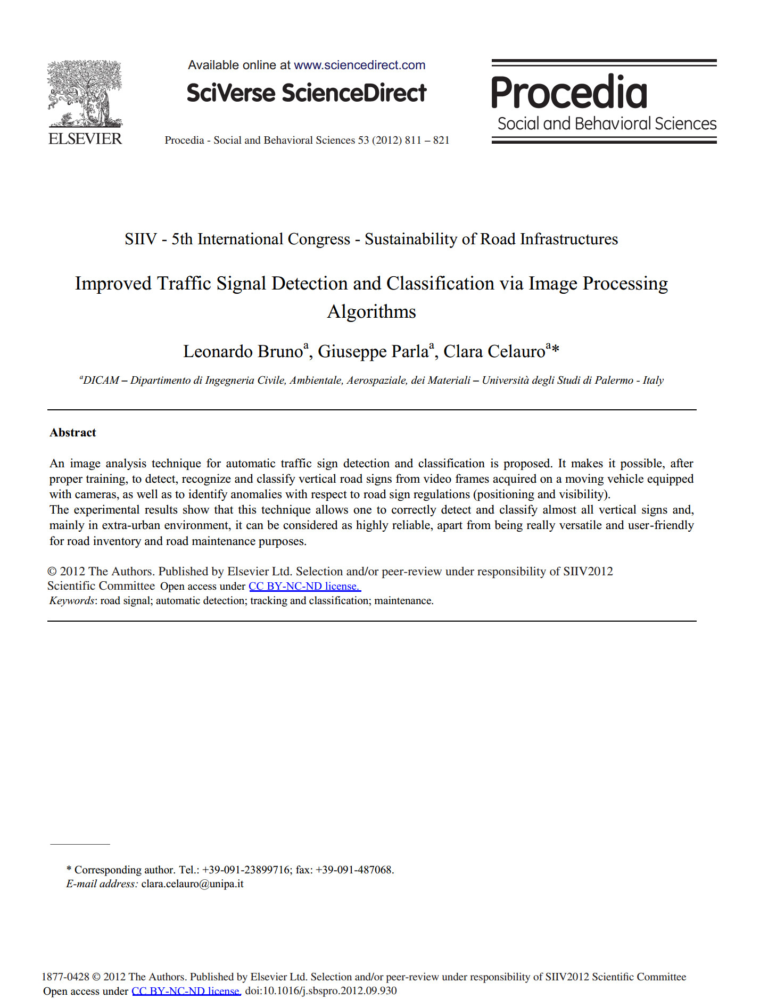 Available online at www.sciencedirect.com
SciVerse ScienceDirect
Procedia
Social and Behavioral Sciences
ELSEVIER
Procedia - Social and Behavioral Sciences 53 (2012) 811 – 821
SIIV - 5th International Congress - Sustainability of Road Infrastructures
Improved Traffic Signal Detection and Classification via Image Processing
Algorithms
Leonardo Brunoa, Giuseppe Parlaa, Clara Celauroa*
aDICAM – Dipartimento di Ingegneria Civile, Ambientale, Aerospaziale, dei Materiali – Università degli Studi di Palermo - Italy
Abstract
An image analysis technique for automatic traffic sign detection and classification is proposed. It makes it possible, after
proper training, to detect, recognize and classify vertical road signs from video frames acquired on a moving vehicle equipped
with cameras, as well as to identify anomalies with respect to road sign regulations (positioning and visibility).
The experimental results show that this technique allows one to correctly detect and classify almost all vertical signs and,
mainly in extra-urban environment, it can be considered as highly reliable, apart from being really versatile and user-friendly
for road inventory and road maintenance purposes.
© 2012 The Authors. Published by Elsevier Ltd. Selection and/or peer-review under responsibility of SIIV2012
Scientific Committee Open access under CC BY-NC-ND license.
Keywords: road signal; automatic detection; tracking and classification; maintenance.
* Corresponding author. Tel.: +39-091-23899716; fax: +39-091-487068.
E-mail address: clara.celauro@unipa.it
1877-0428 © 2012 The Authors. Published by Elsevier Ltd. Selection and/or peer-review under responsibility of SIIV2012 Scientific Committee
Open access under CC BY-NC-ND license. doi:10.1016/j.sbspro.2012.09.930